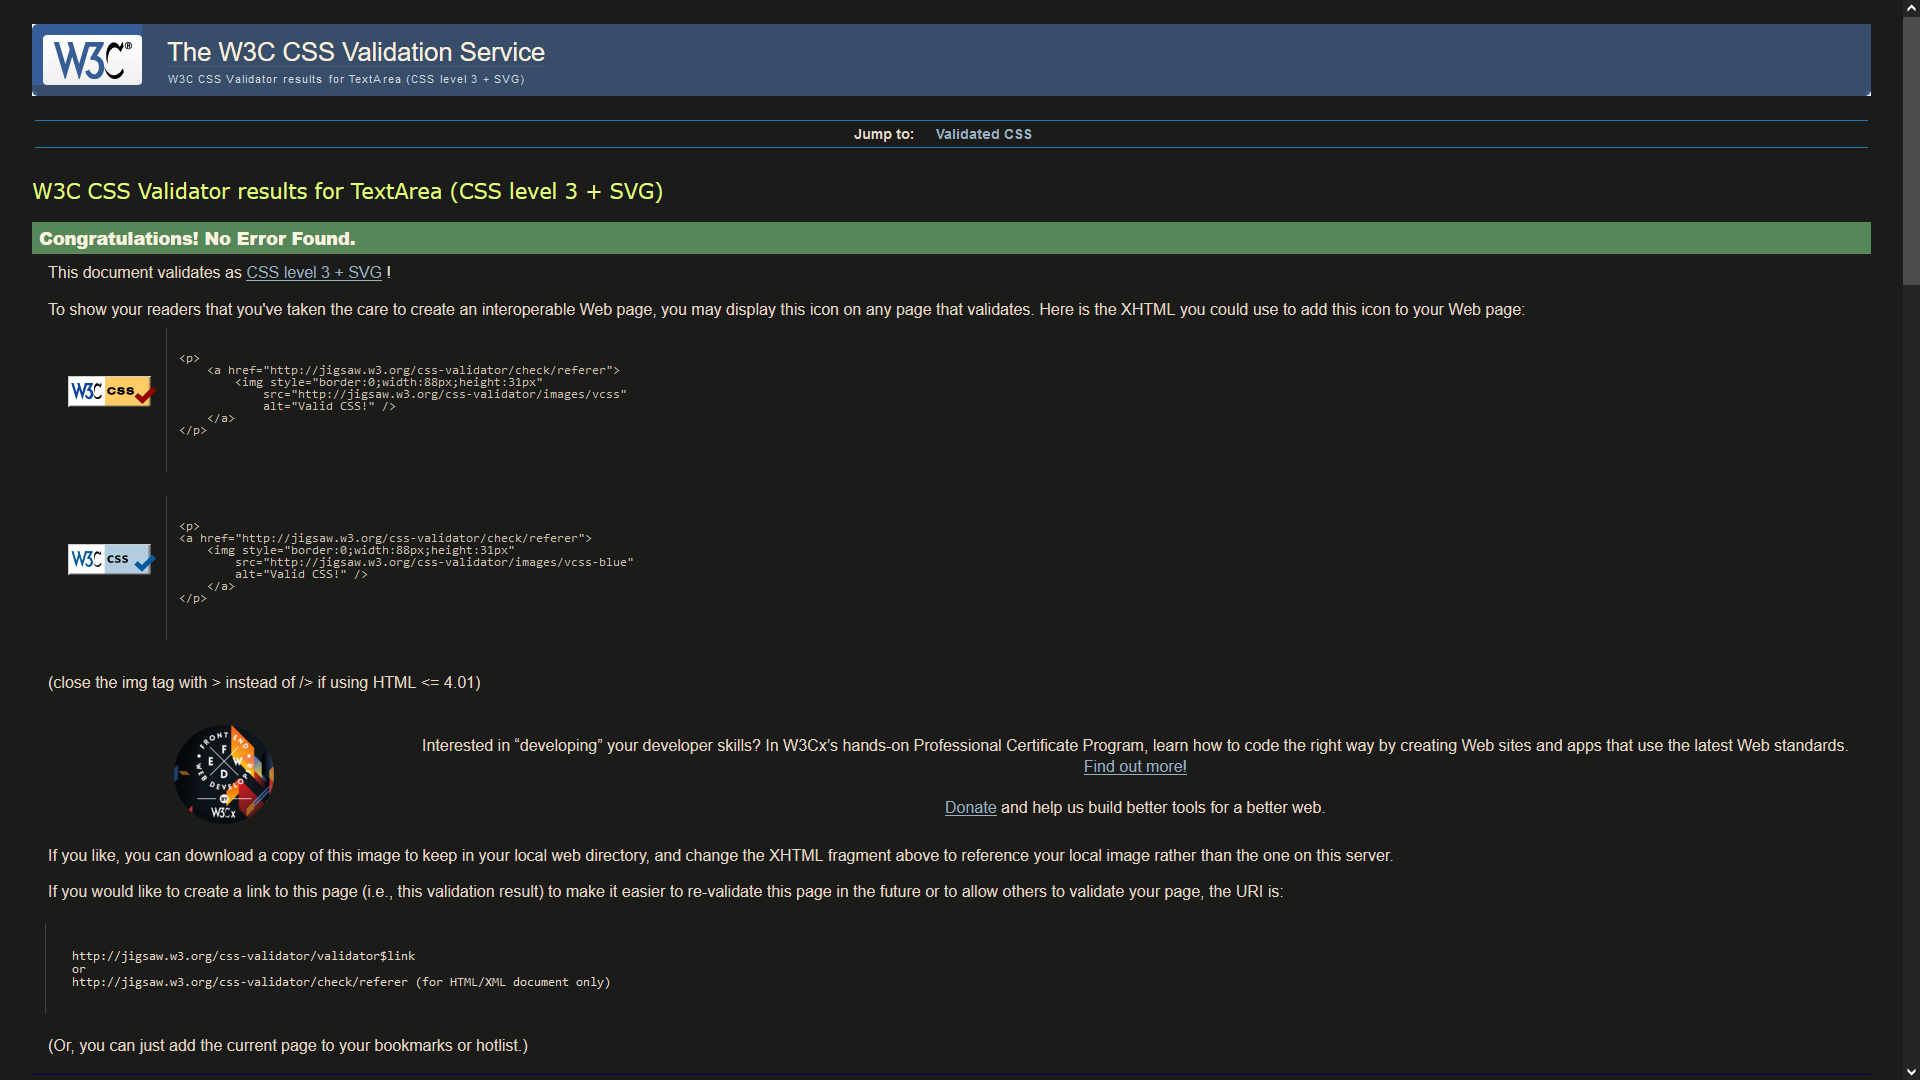 W3C®
The W3C CSS Validation Service
W3C CSS Validator results for TextArea (CSS level 3 + SVG)
Jump to: Validated CSS
W3C CSS Validator results for TextArea (CSS level 3 + SVG)
Congratulations! No Error Found.
This document validates as CSS level 3 + SVG !
To show your readers that you've taken the care to create an interoperable Web page, you may display this icon on any page that validates. Here is the XHTML you could use to add this icon to your Web page:
W3C css
<p>
<a href="http://jigsaw.w3.org/css-validator/check/referer">
<img style="border:0;width:88px;height:31px"
src="http://jigsaw.w3.org/css-validator/images/vcss"
alt="Valid CSS!" />
</a>
</p>
W3C css
<p>
<a href="http://jigsaw.w3.org/css-validator/check/referer">
<img style="border:0;width:88px;height:31px"
src="http://jigsaw.w3.org/css-validator/images/vcss-blue"
alt="Valid CSS!" />
</a>
</p>
(close the img tag with > instead of /> if using HTML <= 4.01)
FRONT END
F E W D
WEB DEVELOPER
W3Cx
Interested in “developing” your developer skills? In W3Cx’s hands-on Professional Certificate Program, learn how to code the right way by creating Web sites and apps that use the latest Web standards.
Find out more!
Donate and help us build better tools for a better web.
If you like, you can download a copy of this image to keep in your local web directory, and change the XHTML fragment above to reference your local image rather than the one on this server.
If you would like to create a link to this page (i.e., this validation result) to make it easier to re-validate this page in the future or to allow others to validate your page, the URI is:
http://jigsaw.w3.org/css-validator/validator$link
or
http://jigsaw.w3.org/css-validator/check/referer (for HTML/XML document only)
(Or, you can just add the current page to your bookmarks or hotlist.)